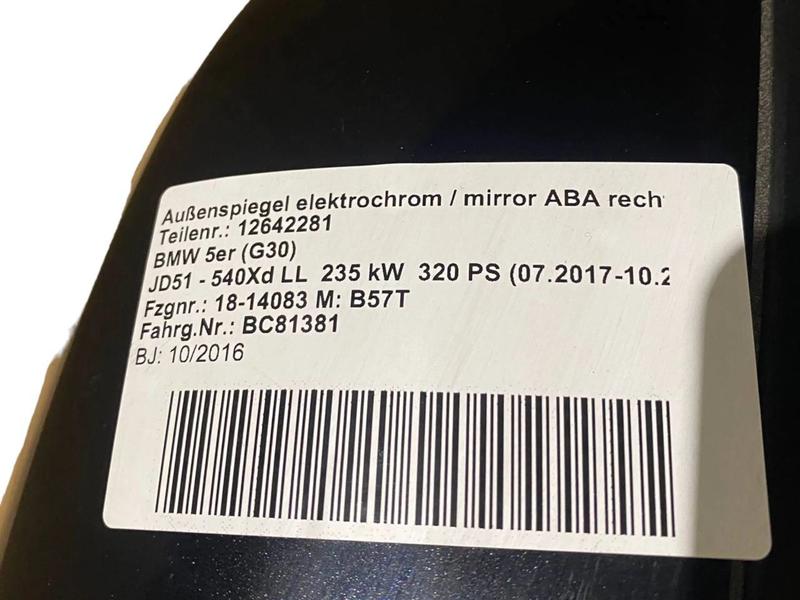 Außenspiegel elektrochrom / mirror ABA rech
Teilenr.: 12642281
BMW 5er (G30)
JD51 - 540Xd LL 235 kW 320 PS (07.2017-10.2
Fzgnr.: 18-14083 M: B57T
Fahrg.Nr.: BC81381
BJ: 10/2016